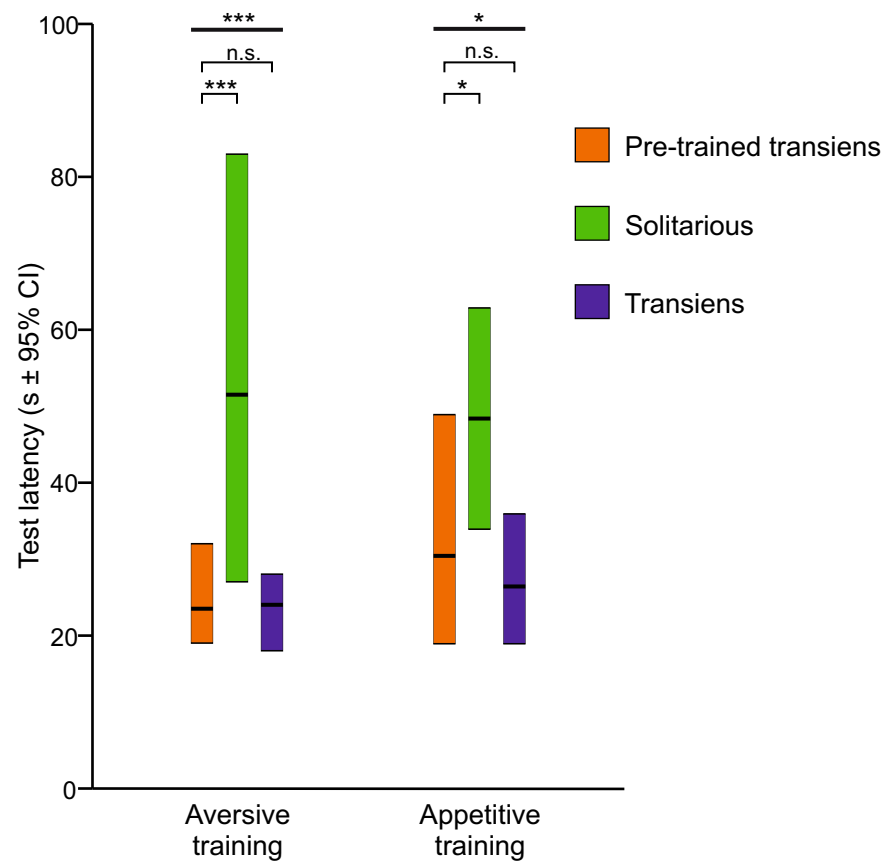 100
80
60
40
20
0
Test latency (s ± 95% CI)
***
n.s.
***
*
n.s.
*
Pre-trained transiens
Solitarious
Transiens
Aversive
training
Appetitive
training